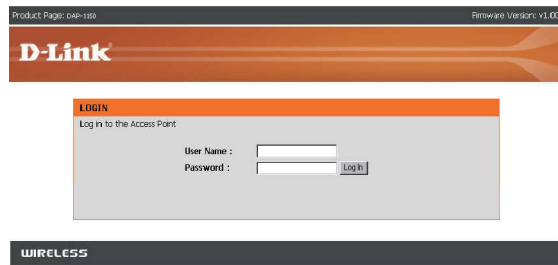 Product Page: DAP-1150
Firmware Version: v1.00
D-Link
LOGIN
Log in to the Access Point
User Name :
Password :
Log In
WIRELESS